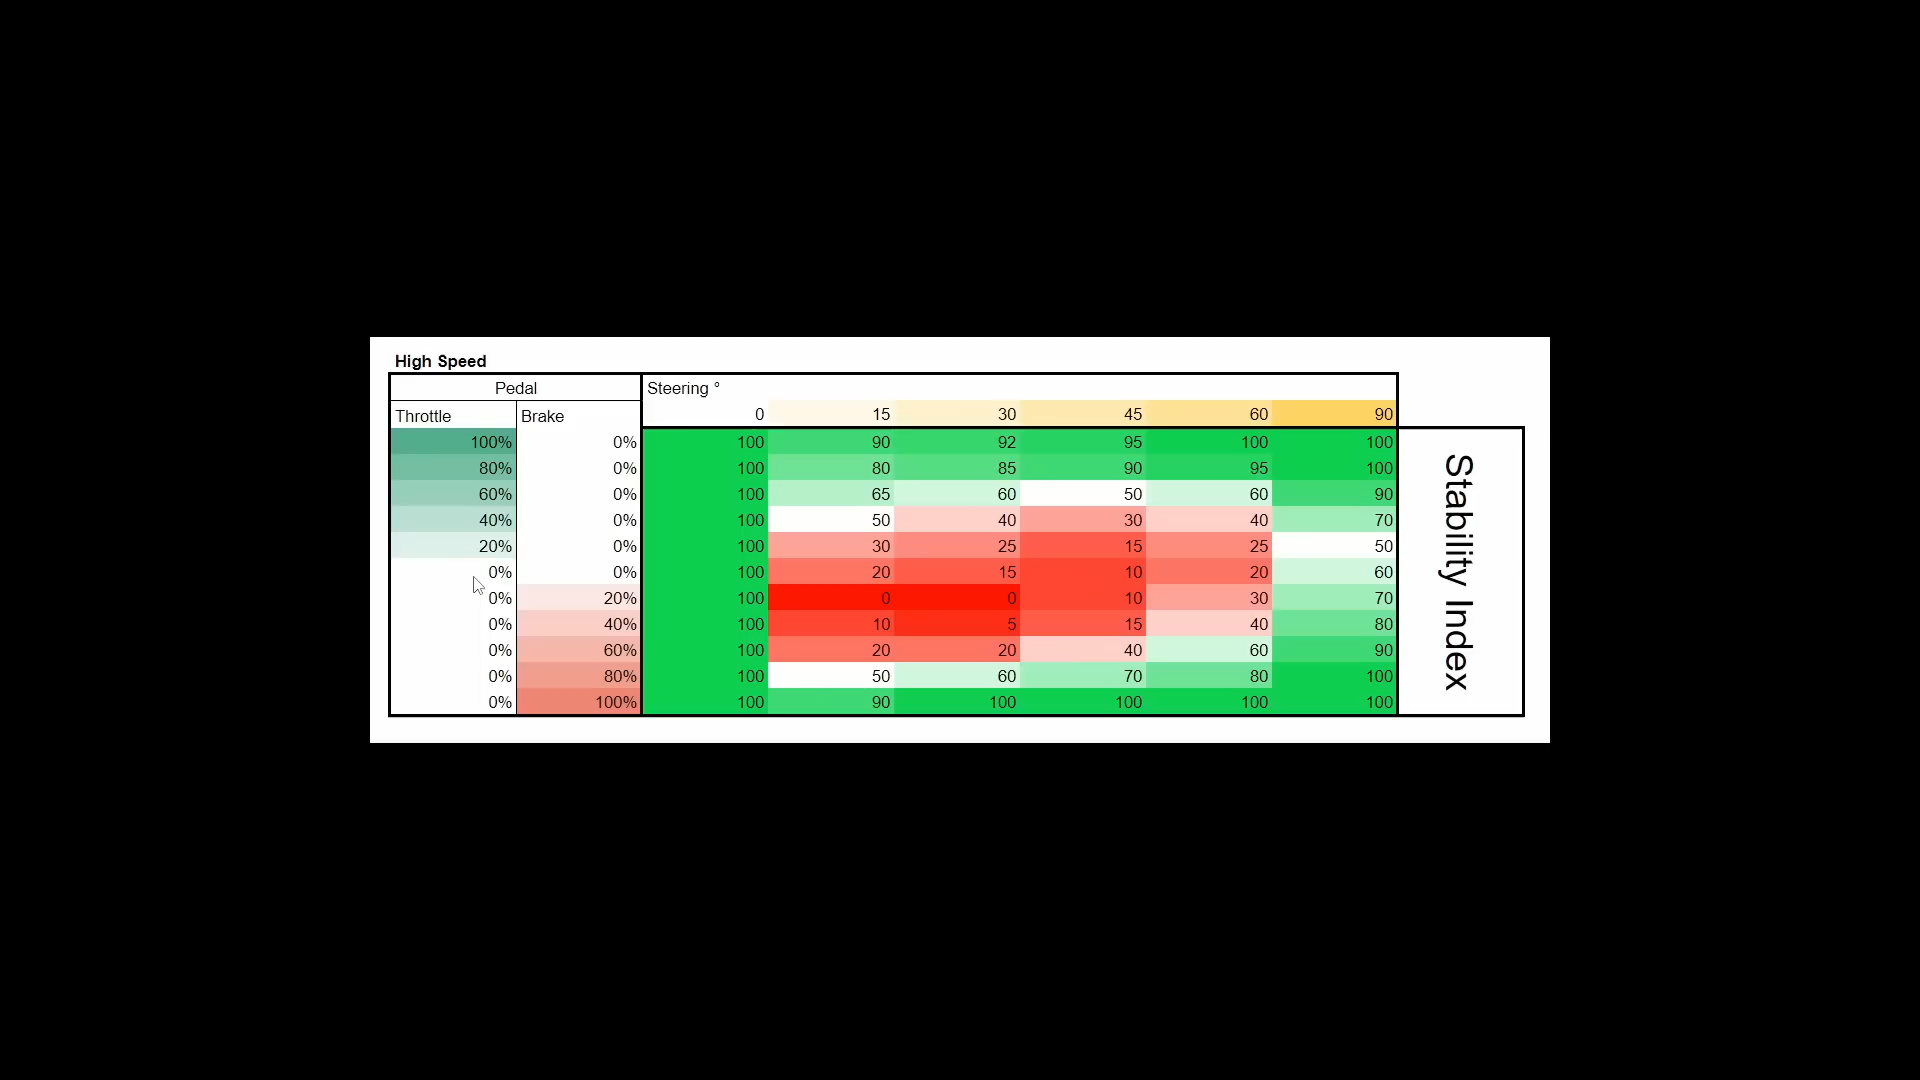 High Speed
Pedal Steering °
Throttle Brake 0 15 30 45 60 90
100% 0% 100 90 92 95 100 100
80% 0% 100 80 85 90 95 100
60% 0% 100 65 60 50 60 90
40% 0% 100 50 40 30 40 70
20% 0% 100 30 25 15 25 50
0% 0% 100 20 15 10 20 60
0% 20% 100 0 0 10 30 70
0% 40% 100 10 5 15 40 80
0% 60% 100 20 20 40 60 90
0% 80% 100 50 60 70 80 100
0% 100% 100 90 100 100 100 100
Stability Index